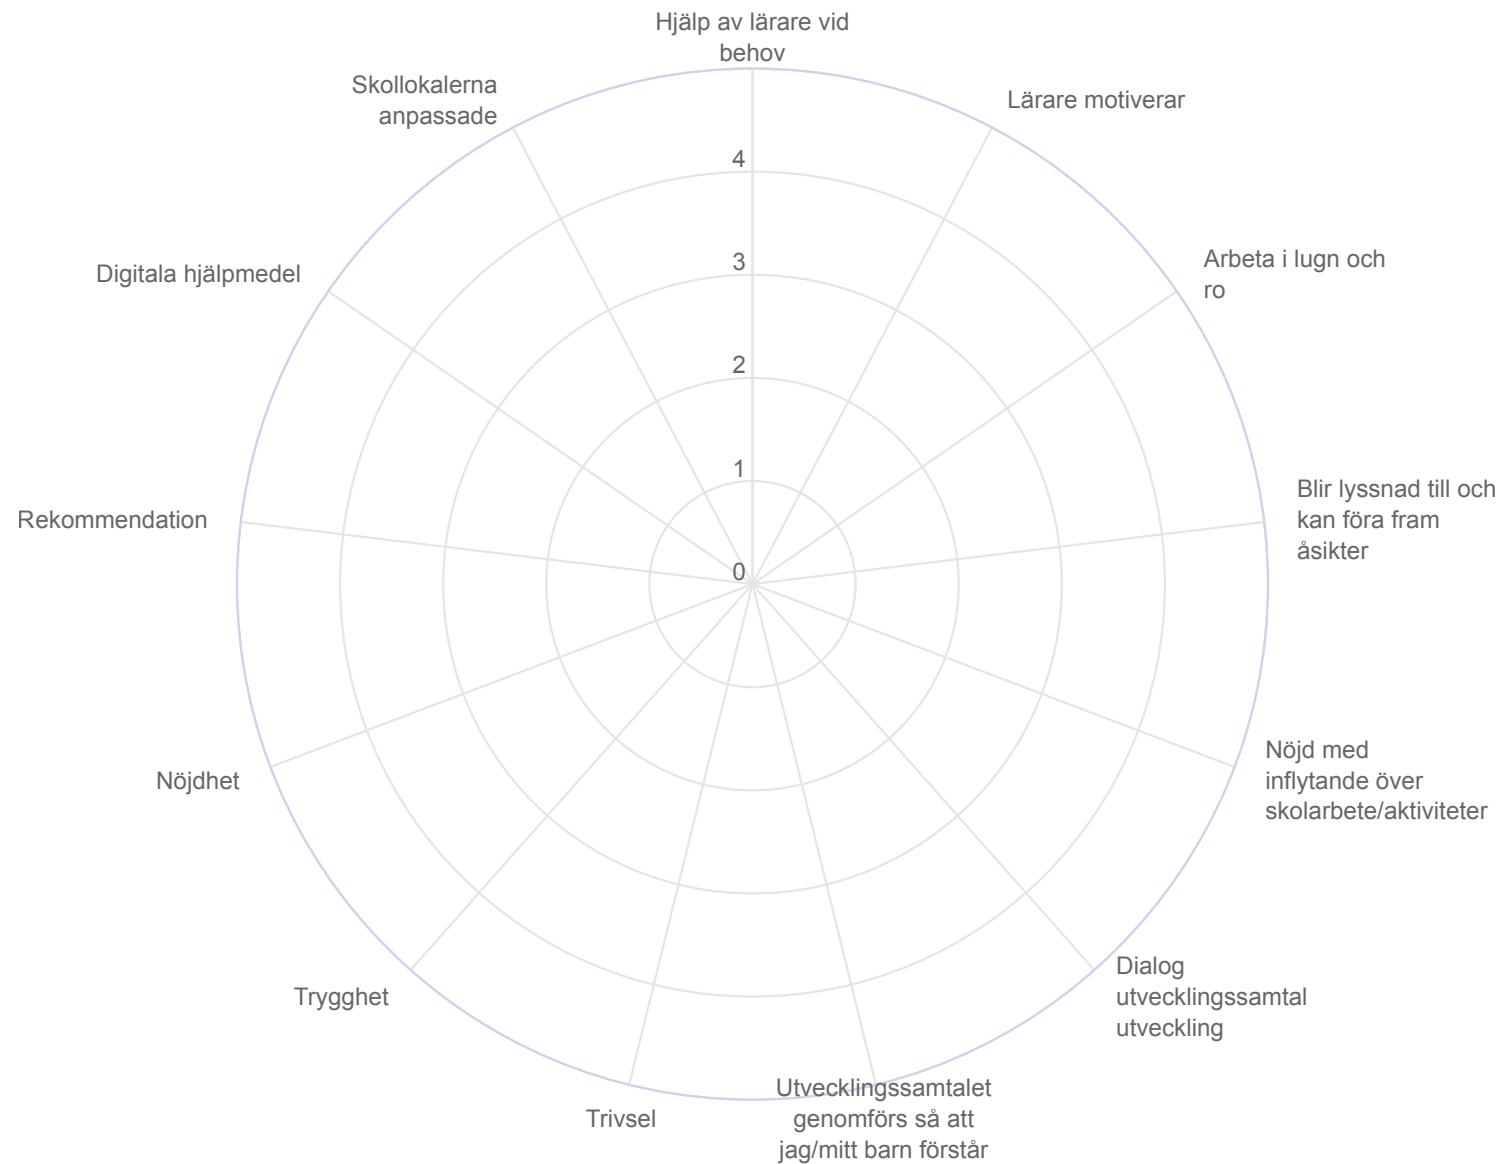 Hjälp av lärare vid
behov
Lärare motiverar
Arbeta i lugn och
ro
Blir lyssnad till och
kan föra fram
åsikter
Nöjd med
inflytande över
skolarbete/aktiviteter
Dialog
utvecklingssamtal
utveckling
Utvecklingssamtalet
genomförs så att
jag/mitt barn förstår
Trivsel
Trygghet
Nöjdhet
Rekommendation
Digitala hjälpmedel
Skollokalerna
anpassade
4
3
2
1
0